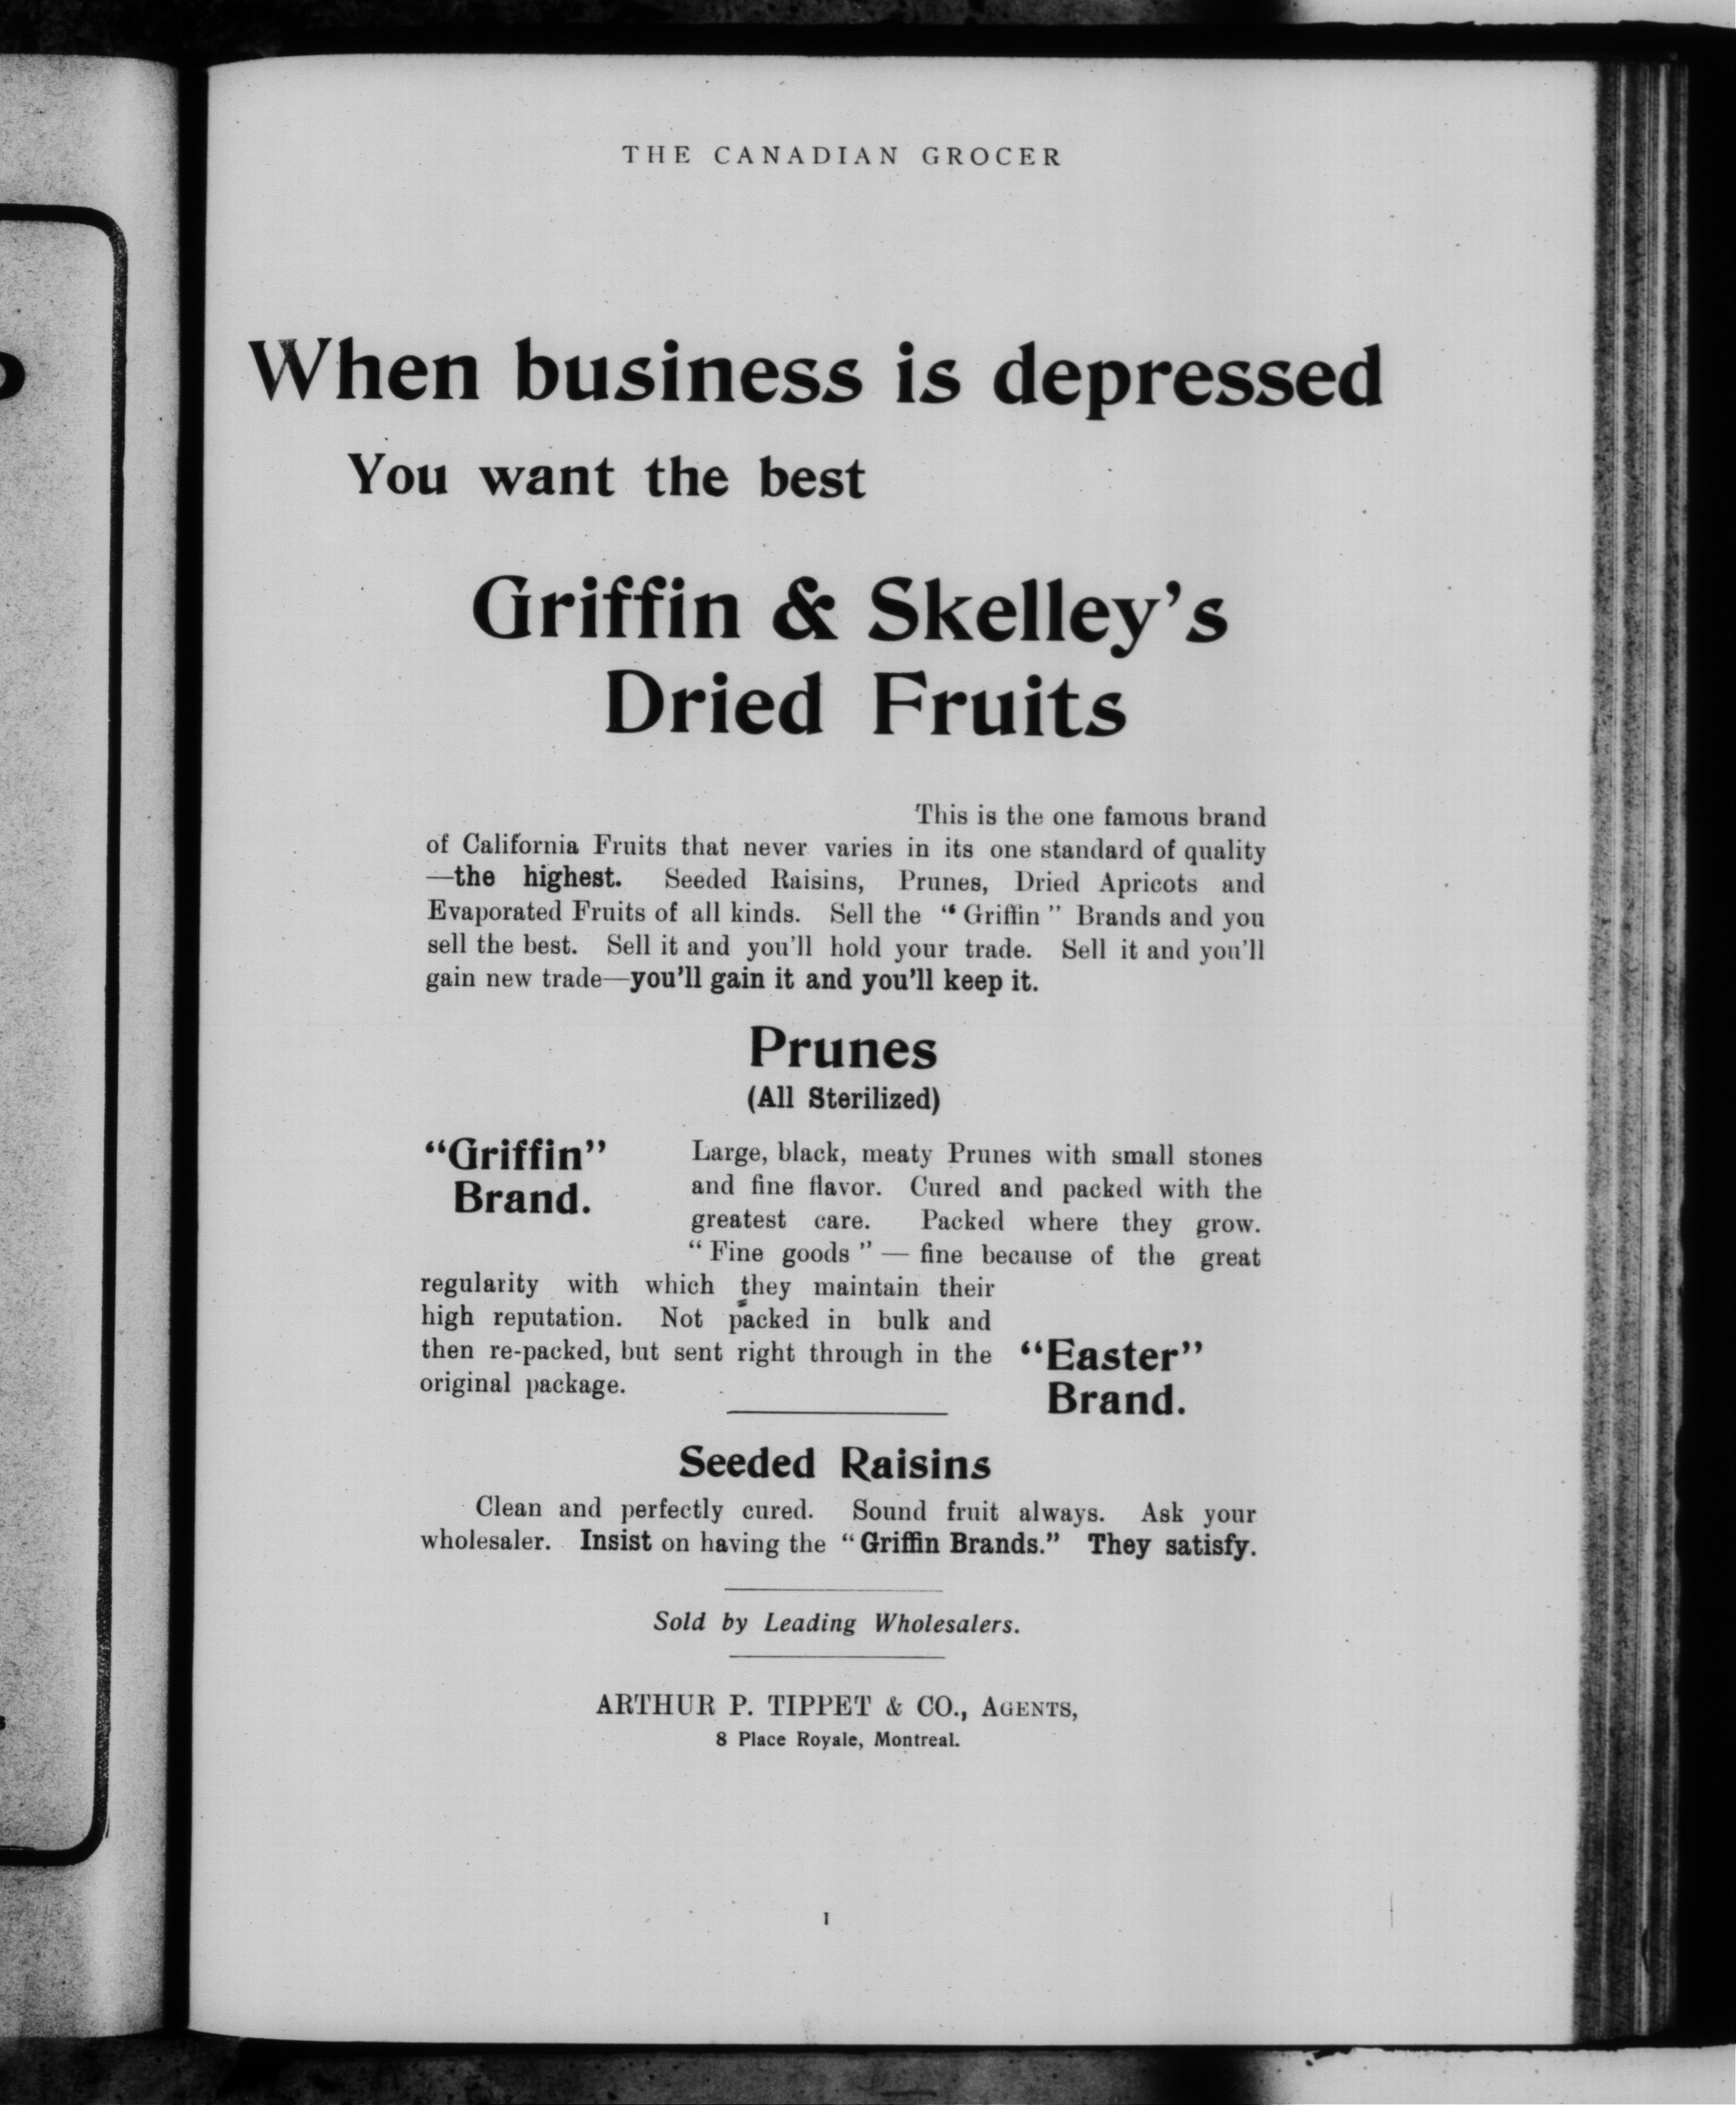 THE CANADIAN GROCER
When business is depressed
You want the best
Griffin & Skelley's
Dried Fruits
This is the one famous brand
of California Fruits that never varies in its one standard of quality
—the highest. Seeded Raisins, Prunes, Dried Apricots and
Evaporated Fruits of all kinds. Sell the "Griffin" Brands and you
sell the best. Sell it and you'll hold your trade. Sell it and you'll
gain new trade—you'll gain it and you'll keep it.
Prunes
(All Sterilized)
"Griffin"
Brand.
Large, black, meaty Prunes with small stones
and fine flavor. Cured and packed with the
greatest care. Packed where they grow.
"Fine goods" — fine because of the great
regularity with which they maintain their
high reputation. Not packed in bulk and
then re-packed, but sent right through in the
original package.
"Easter"
Brand.
Seeded Raisins
Clean and perfectly cured. Sound fruit always. Ask your
wholesaler. Insist on having the "Griffin Brands." They satisfy.
Sold by Leading Wholesalers.
ARTHUR P. TIPPET & CO., AGENTS,
8 Place Royale, Montreal.
1